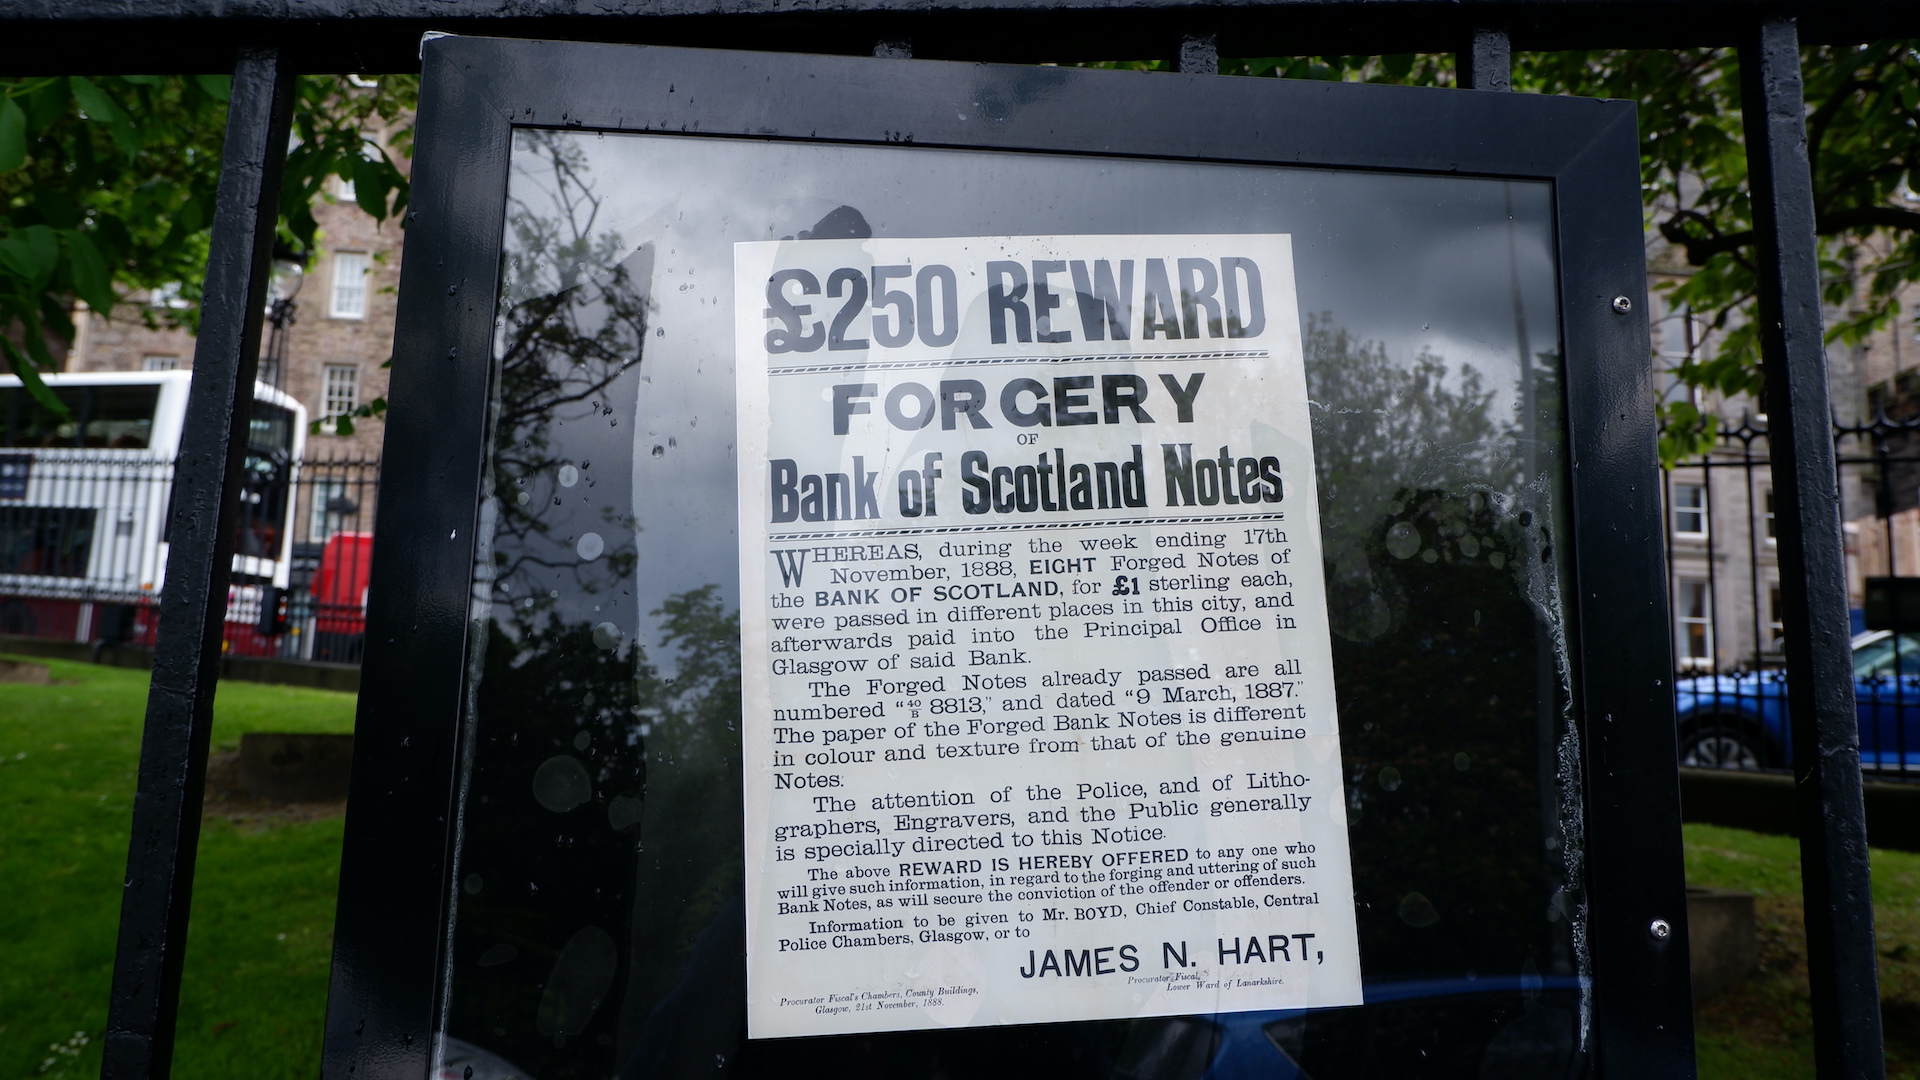 £250 REWARD
FORGERY
OF
Bank of Scotland Notes
WHEREAS, during the week ending 17th
November, 1888, EIGHT Forged Notes of
the BANK OF SCOTLAND, for £1 sterling each,
were passed in different places in this city, and
afterwards paid into the Principal Office in
Glasgow of said Bank.
The Forged Notes already passed are all
numbered “40/B 8813,” and dated “9 March, 1887.”
The paper of the Forged Bank Notes is different
in colour and texture from that of the genuine
Notes.
The attention of the Police, and of Litho-
graphers, Engravers, and the Public generally
is specially directed to this Notice.
The above REWARD IS HEREBY OFFERED to any one who
will give such information, in regard to the forging and uttering of such
Bank Notes, as will secure the conviction of the offender or offenders.
Information to be given to Mr. BOYD, Chief Constable, Central
Police Chambers, Glasgow, or to
JAMES N. HART,
Procurator Fiscal,
Lower Ward of Lanarkshire.
Procurator Fiscal's Chambers, County Buildings,
Glasgow, 21st November, 1888.